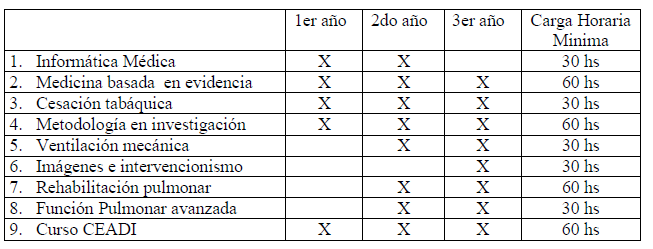 1er año 2do año 3er año Carga Horaria
Minima
1. Informática Médica X X 30 hs
2. Medicina basada en evidencia X X X 60 hs
3. Cesación tabáquica X X X 30 hs
4. Metodología en investigación X X X 60 hs
5. Ventilación mecánica X X 30 hs
6. Imágenes e intervencionismo X 30 hs
7. Rehabilitación pulmonar X X 60 hs
8. Función Pulmonar avanzada X X 30 hs
9. Curso CEADI X X X 60 hs